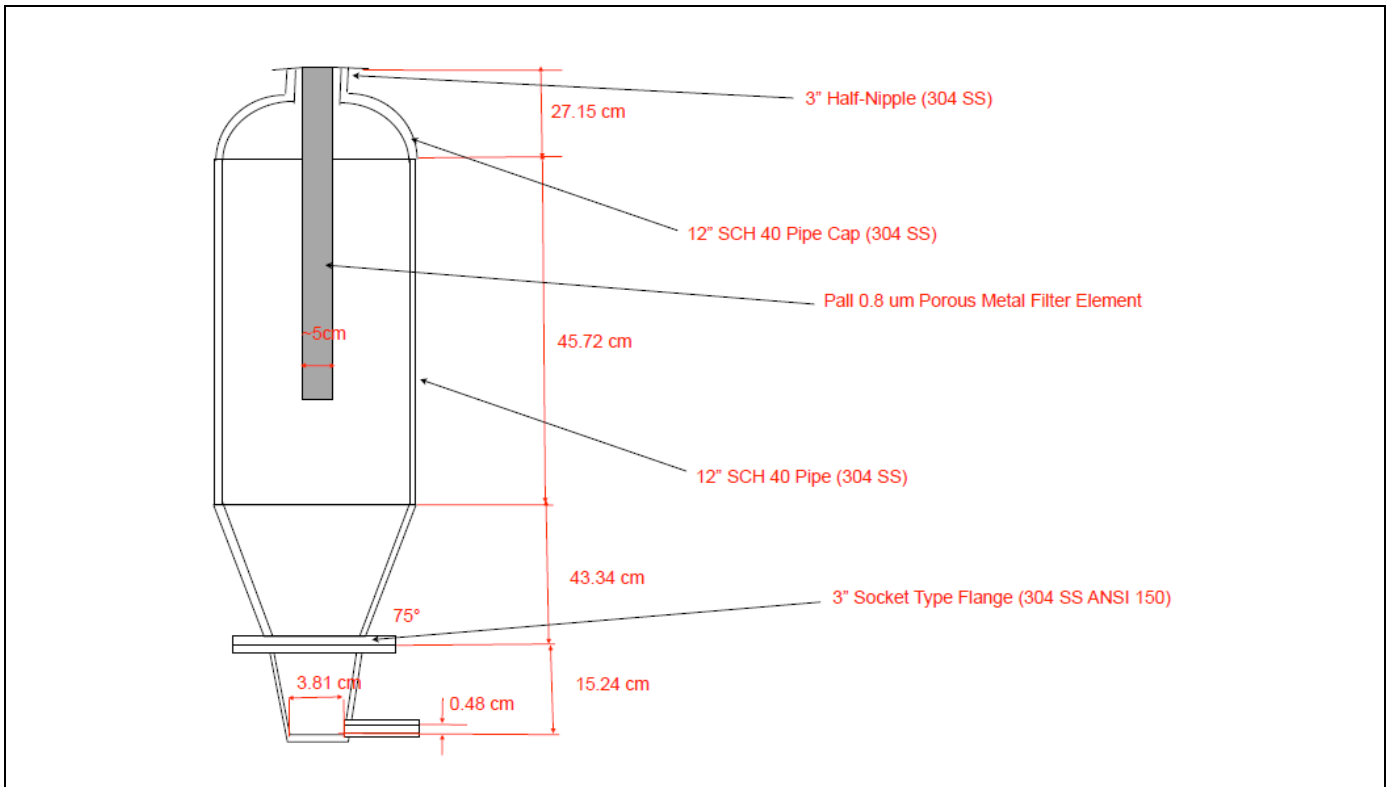 3” Half-Nipple (304 SS)
27.15 cm
12” SCH 40 Pipe Cap (304 SS)
Pall 0.8 um Porous Metal Filter Element
~5cm
45.72 cm
12” SCH 40 Pipe (304 SS)
43.34 cm
3” Socket Type Flange (304 SS ANSI 150)
75º
3.81 cm
15.24 cm
0.48 cm